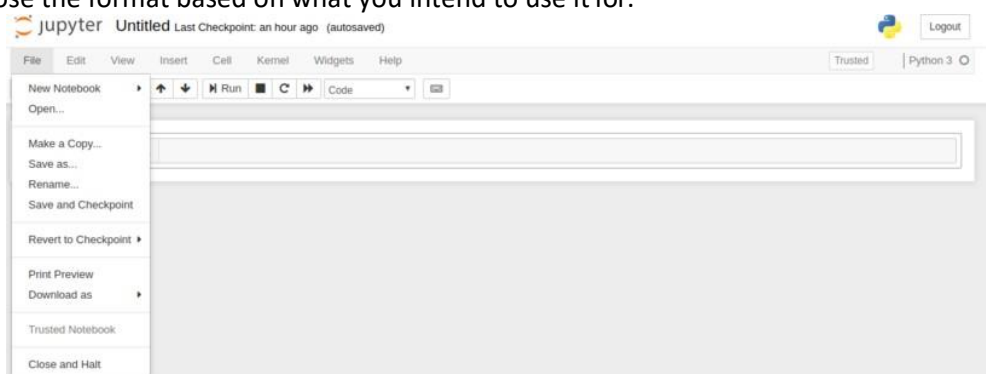 ose the format based on what you intend to use it for.
jupyter Untitled Last Checkpoint: an hour ago (autosaved)
Logout
File Edit View Insert Cell Kernel Widgets Help
Trusted
Python 3
New Notebook
Run
Code
Open...
Make a Copy...
Save as...
Rename...
Save and Checkpoint
Revert to Checkpoint
Print Preview
Download as
Trusted Notebook
Close and Halt